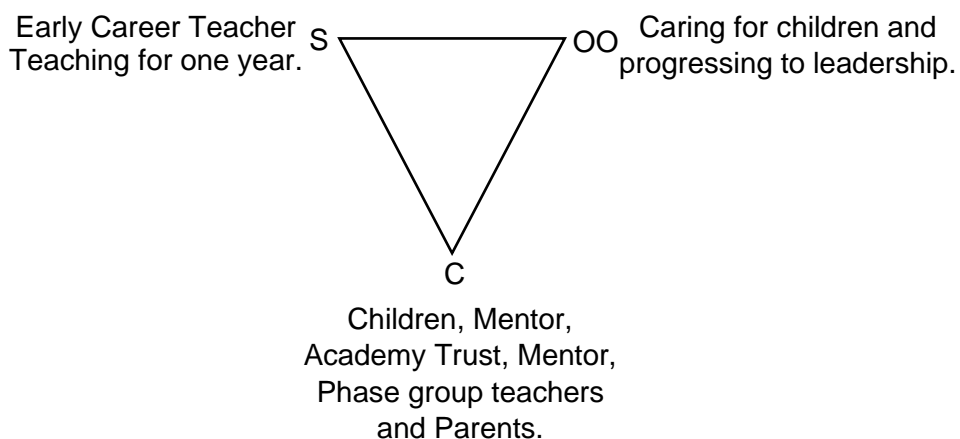 Early Career Teacher
Teaching for one year.
S
OO
Caring for children and
progressing to leadership.
C
Children, Mentor,
Academy Trust, Mentor,
Phase group teachers
and Parents.